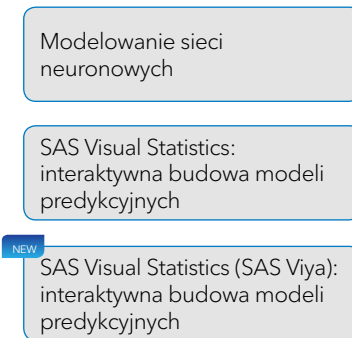 Modelowanie sieci
neuronowych
SAS Visual Statistics:
interaktywna budowa modeli
predykcyjnych
NEW
SAS Visual Statistics (SAS Viya):
interaktywna budowa modeli
predykcyjnych